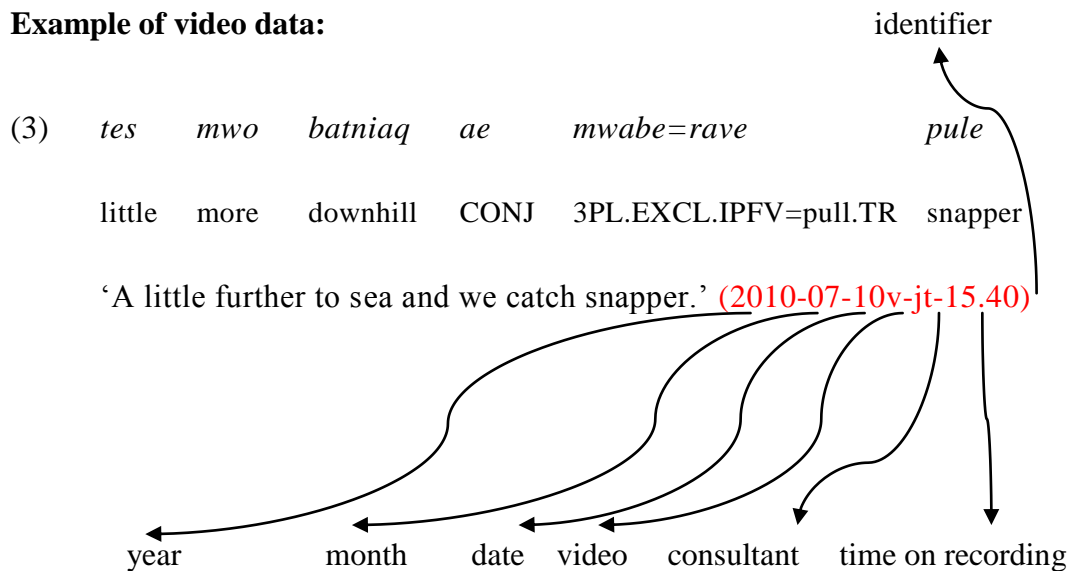 Example of video data: identifier
(3) tes mwo batniaq ae mwabe=rave pule
little more downhill CONJ 3PL.EXCL.IPFV=pull.TR snapper
‘A little further to sea and we catch snapper.’ (2010-07-10v-jt-15.40)
year month date video consultant time on recording